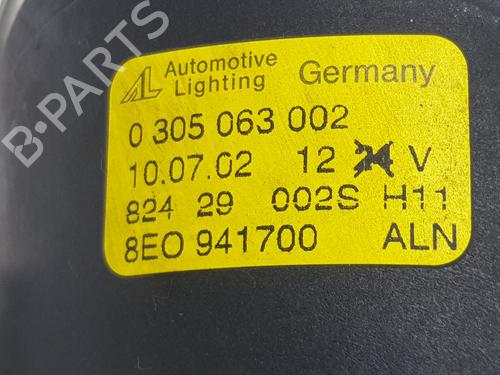 AL Automotive Lighting Germany
0 305 063 002
10.07.02 12 24 V
824 29 002S H11
8EO 941700 ALN
B-PARTS